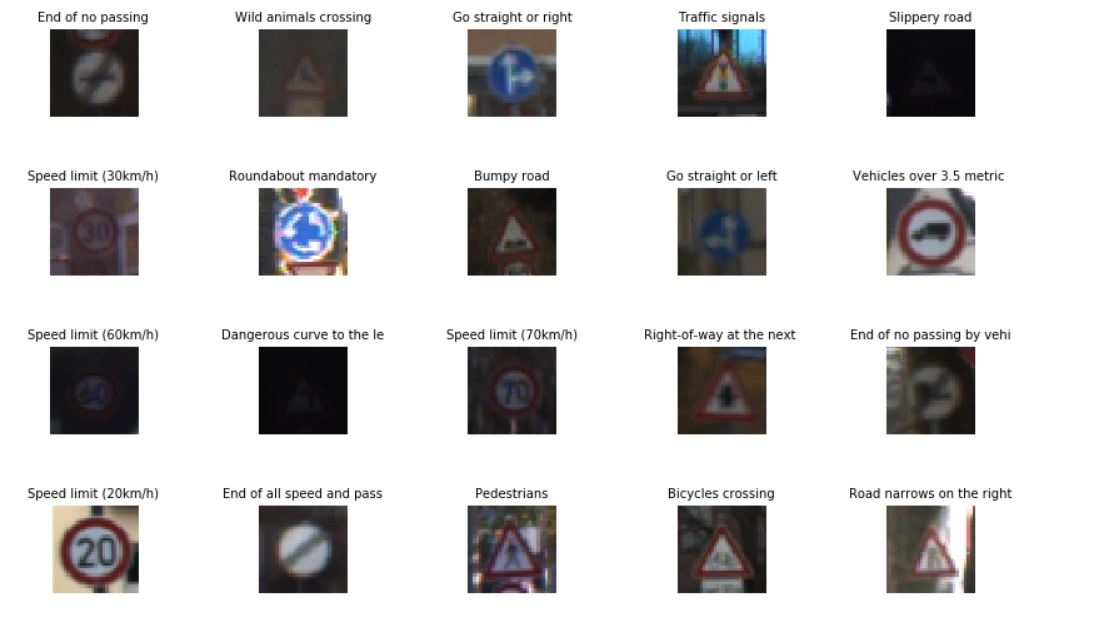 End of no passing
Wild animals crossing
Go straight or right
Traffic signals
Slippery road
Speed limit (30km/h)
Roundabout mandatory
Bumpy road
Go straight or left
Vehicles over 3.5 metric
30
Speed limit (60km/h)
Dangerous curve to the le
Speed limit (70km/h)
Right-of-way at the next
End of no passing by vehi
60
70
Speed limit (20km/h)
End of all speed and pass
Pedestrians
Bicycles crossing
Road narrows on the right
20